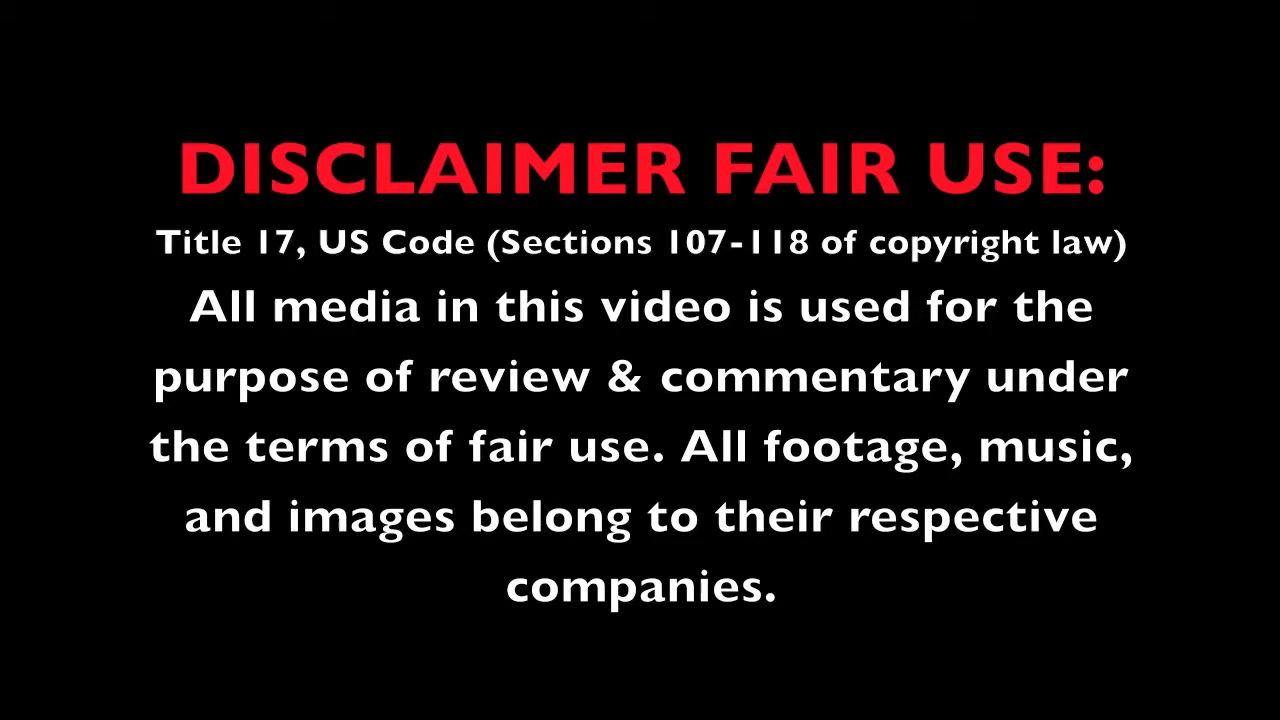 DISCLAIMER FAIR USE:
Title 17, US Code (Sections 107-118 of copyright law)
All media in this video is used for the
purpose of review & commentary under
the terms of fair use. All footage, music,
and images belong to their respective
companies.